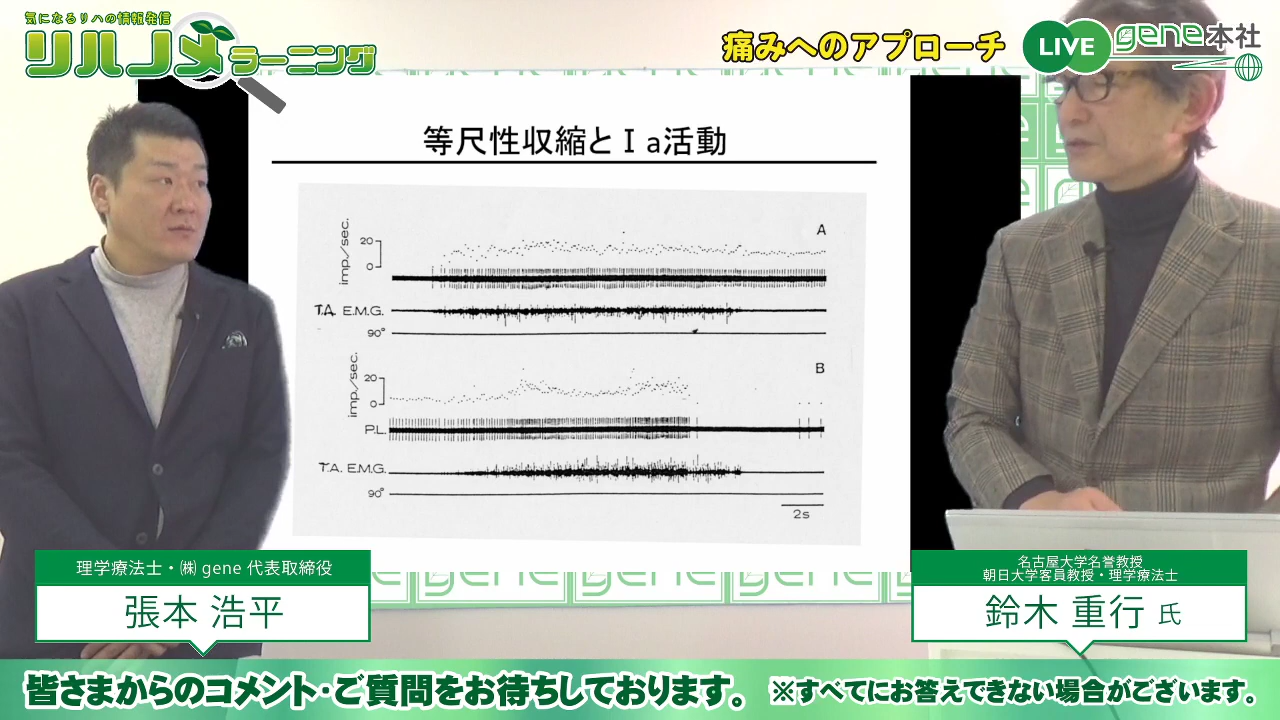 気になるリハの情報発信
リハノメラーニング
痛みへのアプローチ
LIVE
gene本社
等尺性収縮とⅠa活動
A
imp./sec.
20
0
T.A. E.M.G.
90°
B
imp./sec.
20
0
P.L.
T.A. E.M.G.
90°
2s
gene gene gene gene
理学療法士・㈱gene 代表取締役
張本 浩平
名古屋大学名誉教授
朝日大学客員教授・理学療法士
鈴木 重行 氏
皆さまからのコメント・ご質問をお待ちしております。 ※すべてにお答えできない場合がございます。